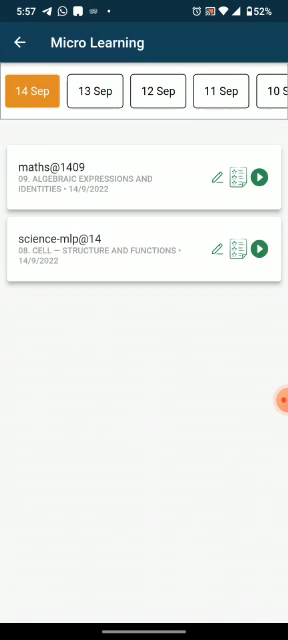 5:57 52%
Micro Learning
14 Sep 13 Sep 12 Sep 11 Sep 10 S
maths@1409
09. ALGEBRAIC EXPRESSIONS AND
IDENTITIES • 14/9/2022
science-mlp@14
08. CELL — STRUCTURE AND FUNCTIONS •
14/9/2022